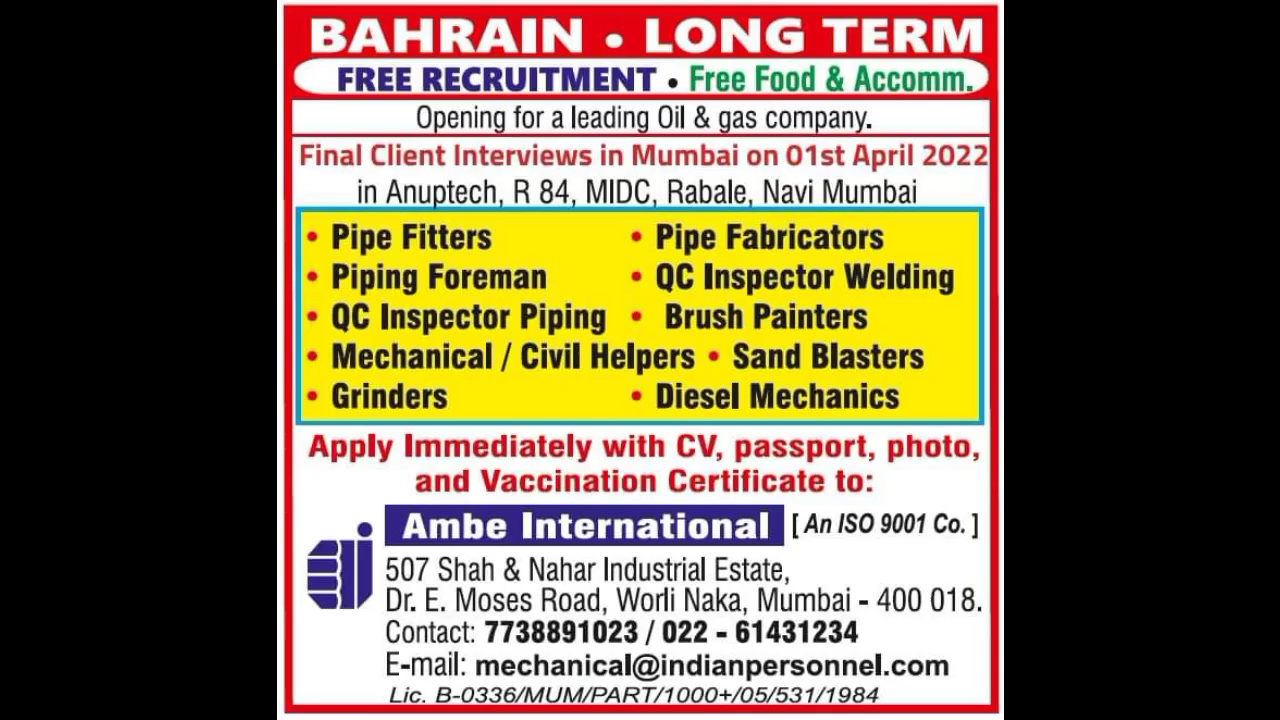 BAHRAIN • LONG TERM
FREE RECRUITMENT • Free Food & Accomm.
Opening for a leading Oil & gas company.
Final Client Interviews in Mumbai on 01st April 2022
in Anuptech, R 84, MIDC, Rabale, Navi Mumbai
• Pipe Fitters • Pipe Fabricators
• Piping Foreman • QC Inspector Welding
• QC Inspector Piping • Brush Painters
• Mechanical / Civil Helpers • Sand Blasters
• Grinders • Diesel Mechanics
Apply Immediately with CV, passport, photo,
and Vaccination Certificate to:
Ambe International [ An ISO 9001 Co. ]
507 Shah & Nahar Industrial Estate,
Dr. E. Moses Road, Worli Naka, Mumbai - 400 018.
Contact: 7738891023 / 022 - 61431234
E-mail: mechanical@indianpersonnel.com
Lic. B-0336/MUM/PART/1000+/05/531/1984